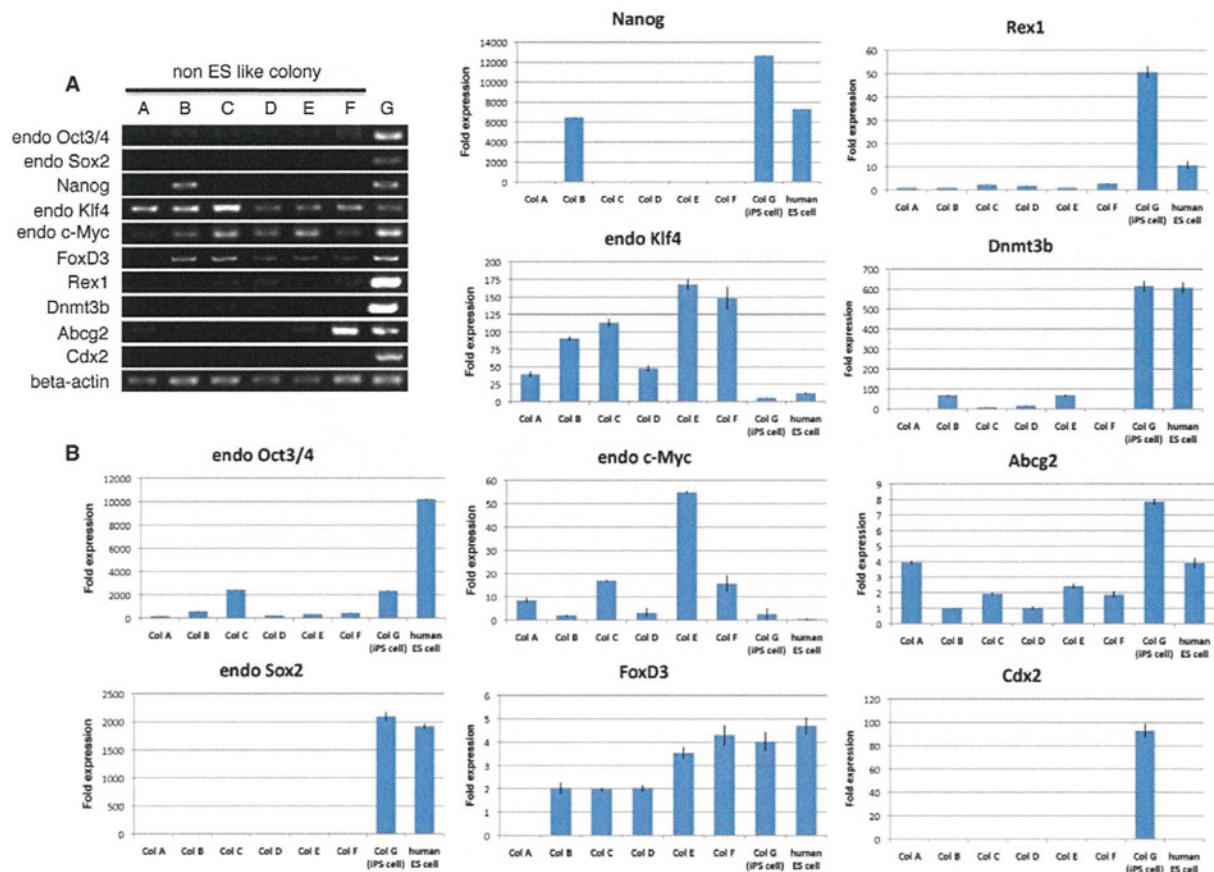 A
non ES like colony
A B C D E F G
endo Oct3/4
endo Sox2
Nanog
endo Klf4
endo c-Myc
FoxD3
Rex1
Dnmt3b
Abcg2
Cdx2
beta-actin
Nanog
Fold expression
14000
12000
10000
8000
6000
4000
2000
0
Col A Col B Col C Col D Col E Col F Col G (iPS cell) human ES cell
Rex1
Fold expression
60
50
40
30
20
10
0
Col A Col B Col C Col D Col E Col F Col G (iPS cell) human ES cell
endo Klf4
Fold expression
200
175
150
125
100
75
50
25
0
Col A Col B Col C Col D Col E Col F Col G (iPS cell) human ES cell
Dnmt3b
Fold expression
700
600
500
400
300
200
100
0
Col A Col B Col C Col D Col E Col F Col G (iPS cell) human ES cell
B
endo Oct3/4
Fold expression
12000
10000
8000
6000
4000
2000
0
Col A Col B Col C Col D Col E Col F Col G (iPS cell) human ES cell
endo c-Myc
Fold expression
60
50
40
30
20
10
0
Col A Col B Col C Col D Col E Col F Col G (iPS cell) human ES cell
Abcg2
Fold expression
9
8
7
6
5
4
3
2
1
0
Col A Col B Col C Col D Col E Col F Col G (iPS cell) human ES cell
endo Sox2
Fold expression
2500
2000
1500
1000
500
0
Col A Col B Col C Col D Col E Col F Col G (iPS cell) human ES cell
FoxD3
Fold expression
6
5
4
3
2
1
0
Col A Col B Col C Col D Col E Col F Col G (iPS cell) human ES cell
Cdx2
Fold expression
120
100
80
60
40
20
0
Col A Col B Col C Col D Col E Col F Col G (iPS cell) human ES cell